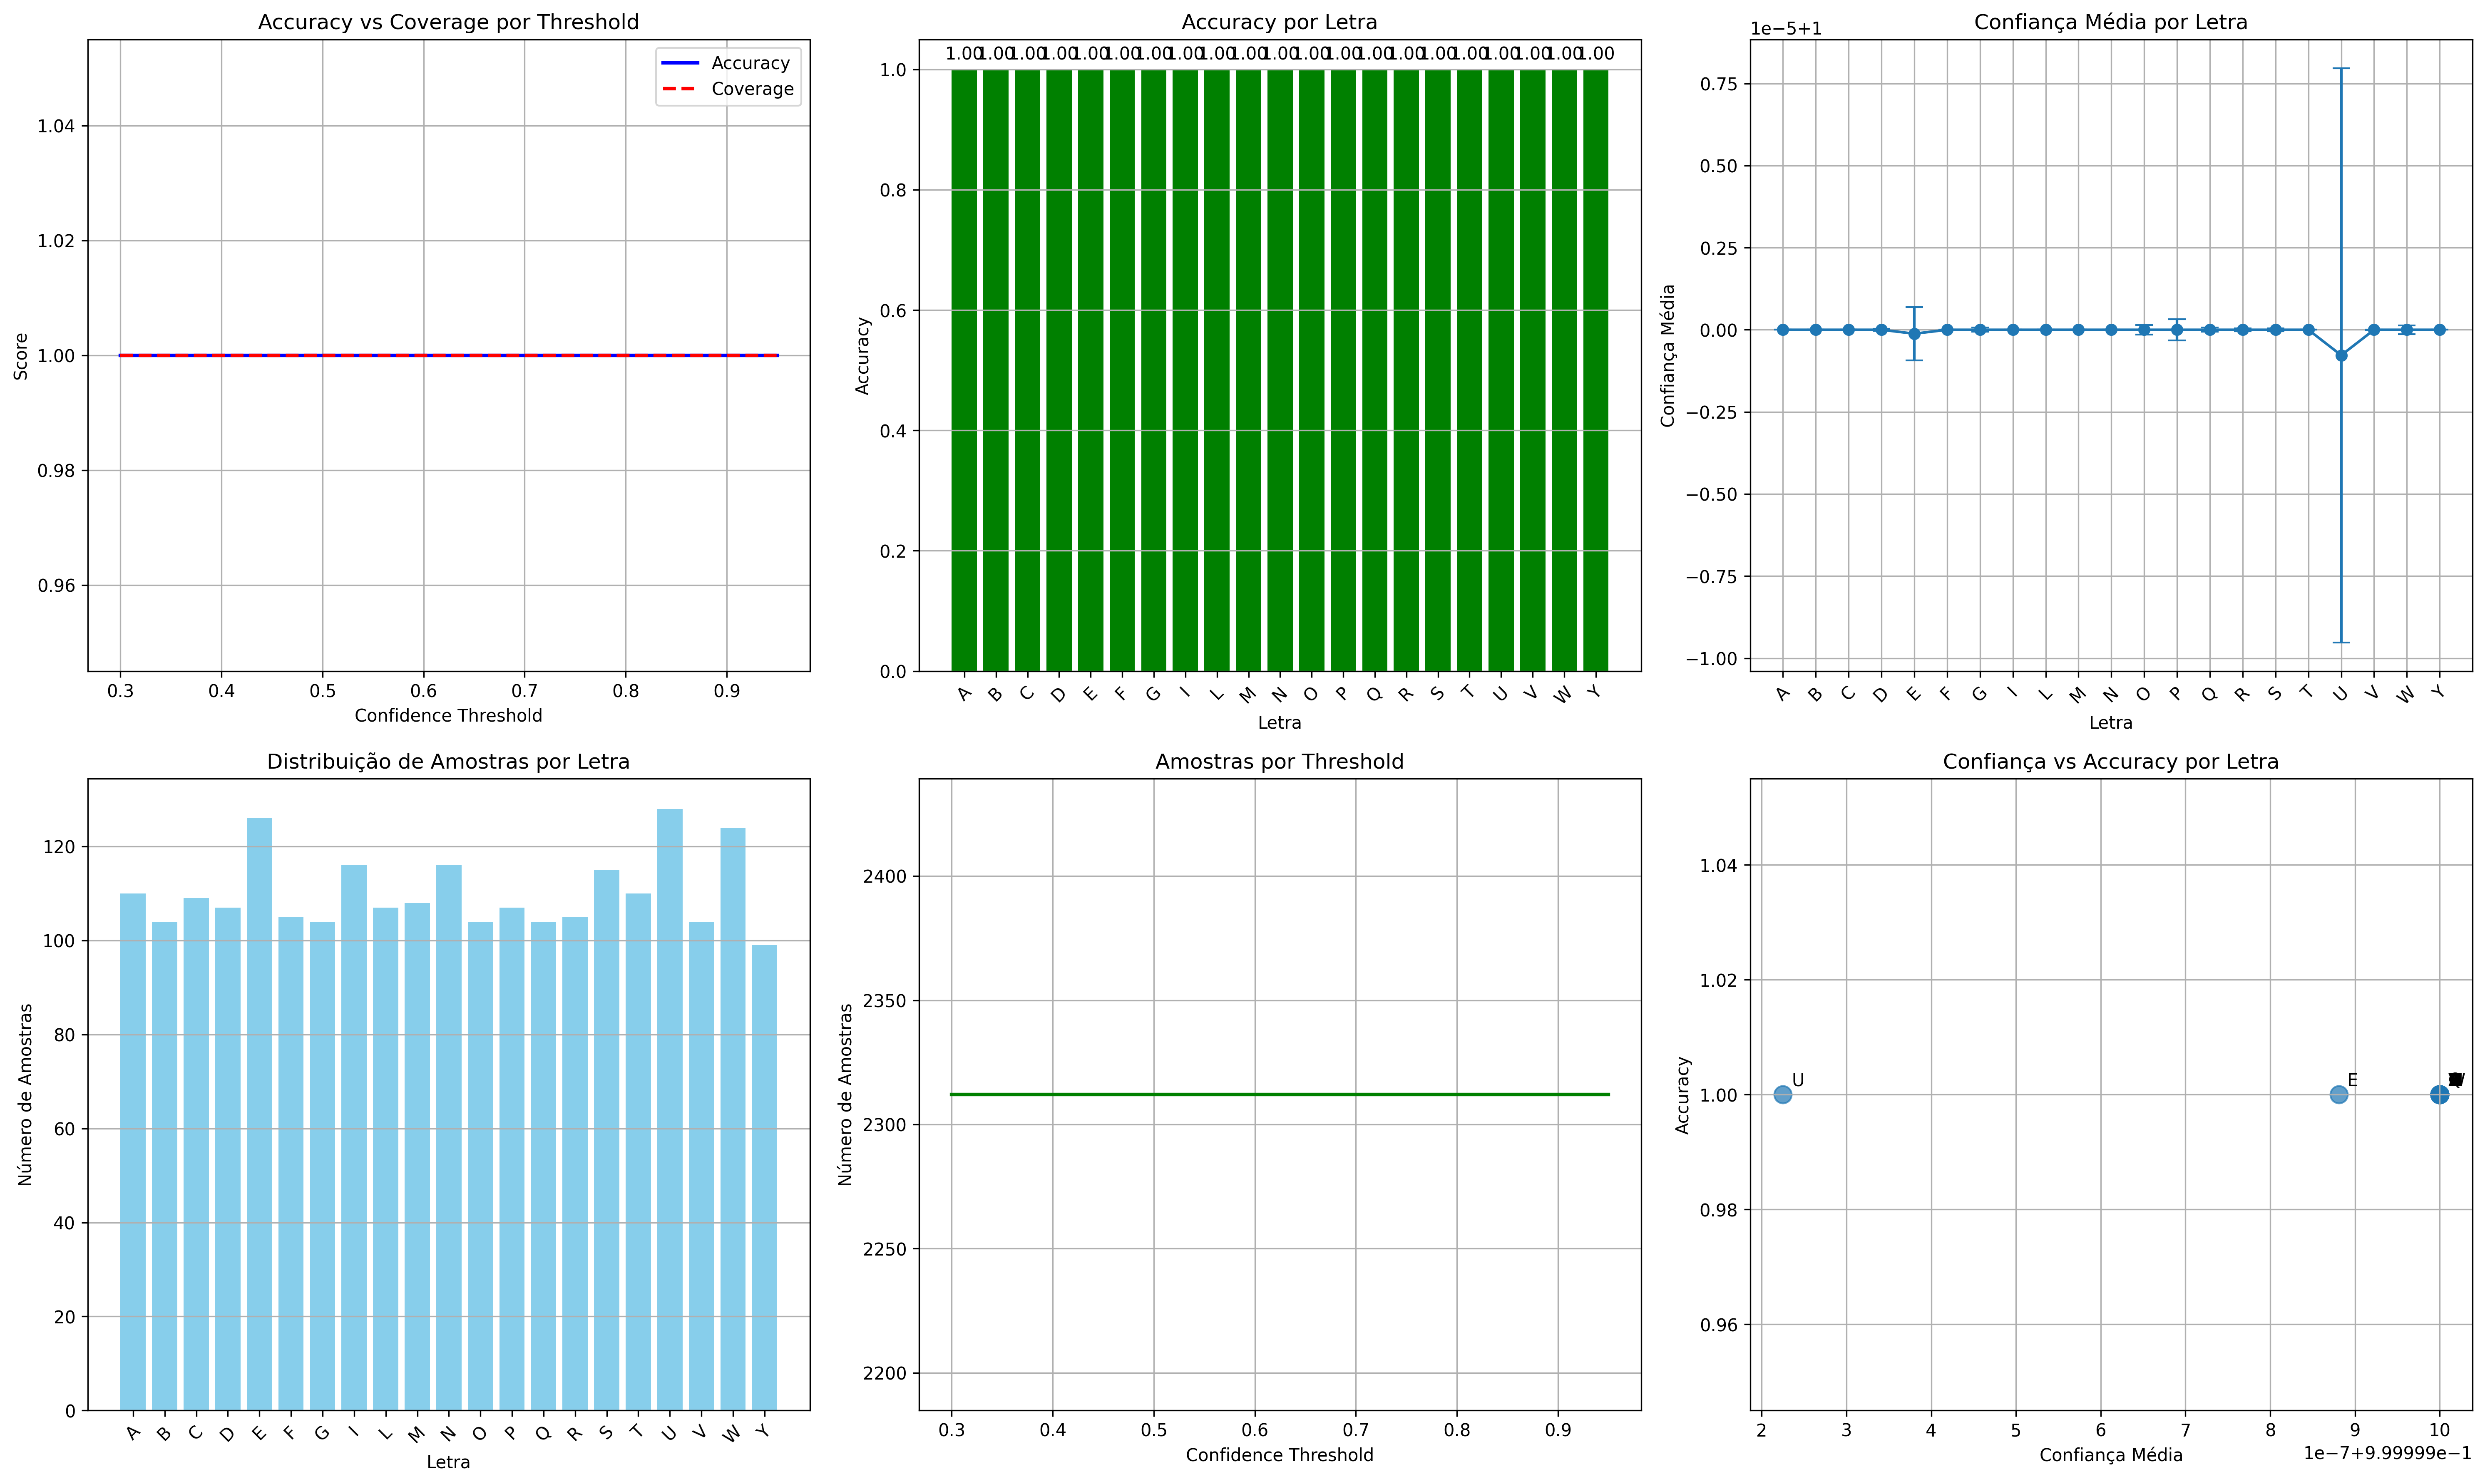 Accuracy vs Coverage por Threshold
Accuracy
Coverage
1.04
1.02
1.00
0.98
0.96
Score
0.3 0.4 0.5 0.6 0.7 0.8 0.9
Confidence Threshold
Accuracy por Letra
1.00 1.00 1.00 1.00 1.00 1.00 1.00 1.00 1.00 1.00 1.00 1.00 1.00 1.00 1.00 1.00 1.00 1.00 1.00 1.00 1.00
1.0
0.8
0.6
0.4
0.2
0.0
Accuracy
A B C D E F G I L M N O P Q R S T U V W Y
Letra
Confiança Média por Letra
1e−5+1
0.75
0.50
0.25
0.00
−0.25
−0.50
−0.75
−1.00
Confiança Média
A B C D E F G I L M N O P Q R S T U V W Y
Letra
Distribuição de Amostras por Letra
120
100
80
60
40
20
0
Número de Amostras
A B C D E F G I L M N O P Q R S T U V W Y
Letra
Amostras por Threshold
2400
2350
2300
2250
2200
Número de Amostras
0.3 0.4 0.5 0.6 0.7 0.8 0.9
Confidence Threshold
Confiança vs Accuracy por Letra
1.04
1.02
1.00
0.98
0.96
Accuracy
U
E
2 3 4 5 6 7 8 9 10
Confiança Média
1e−7+9.99999e−1